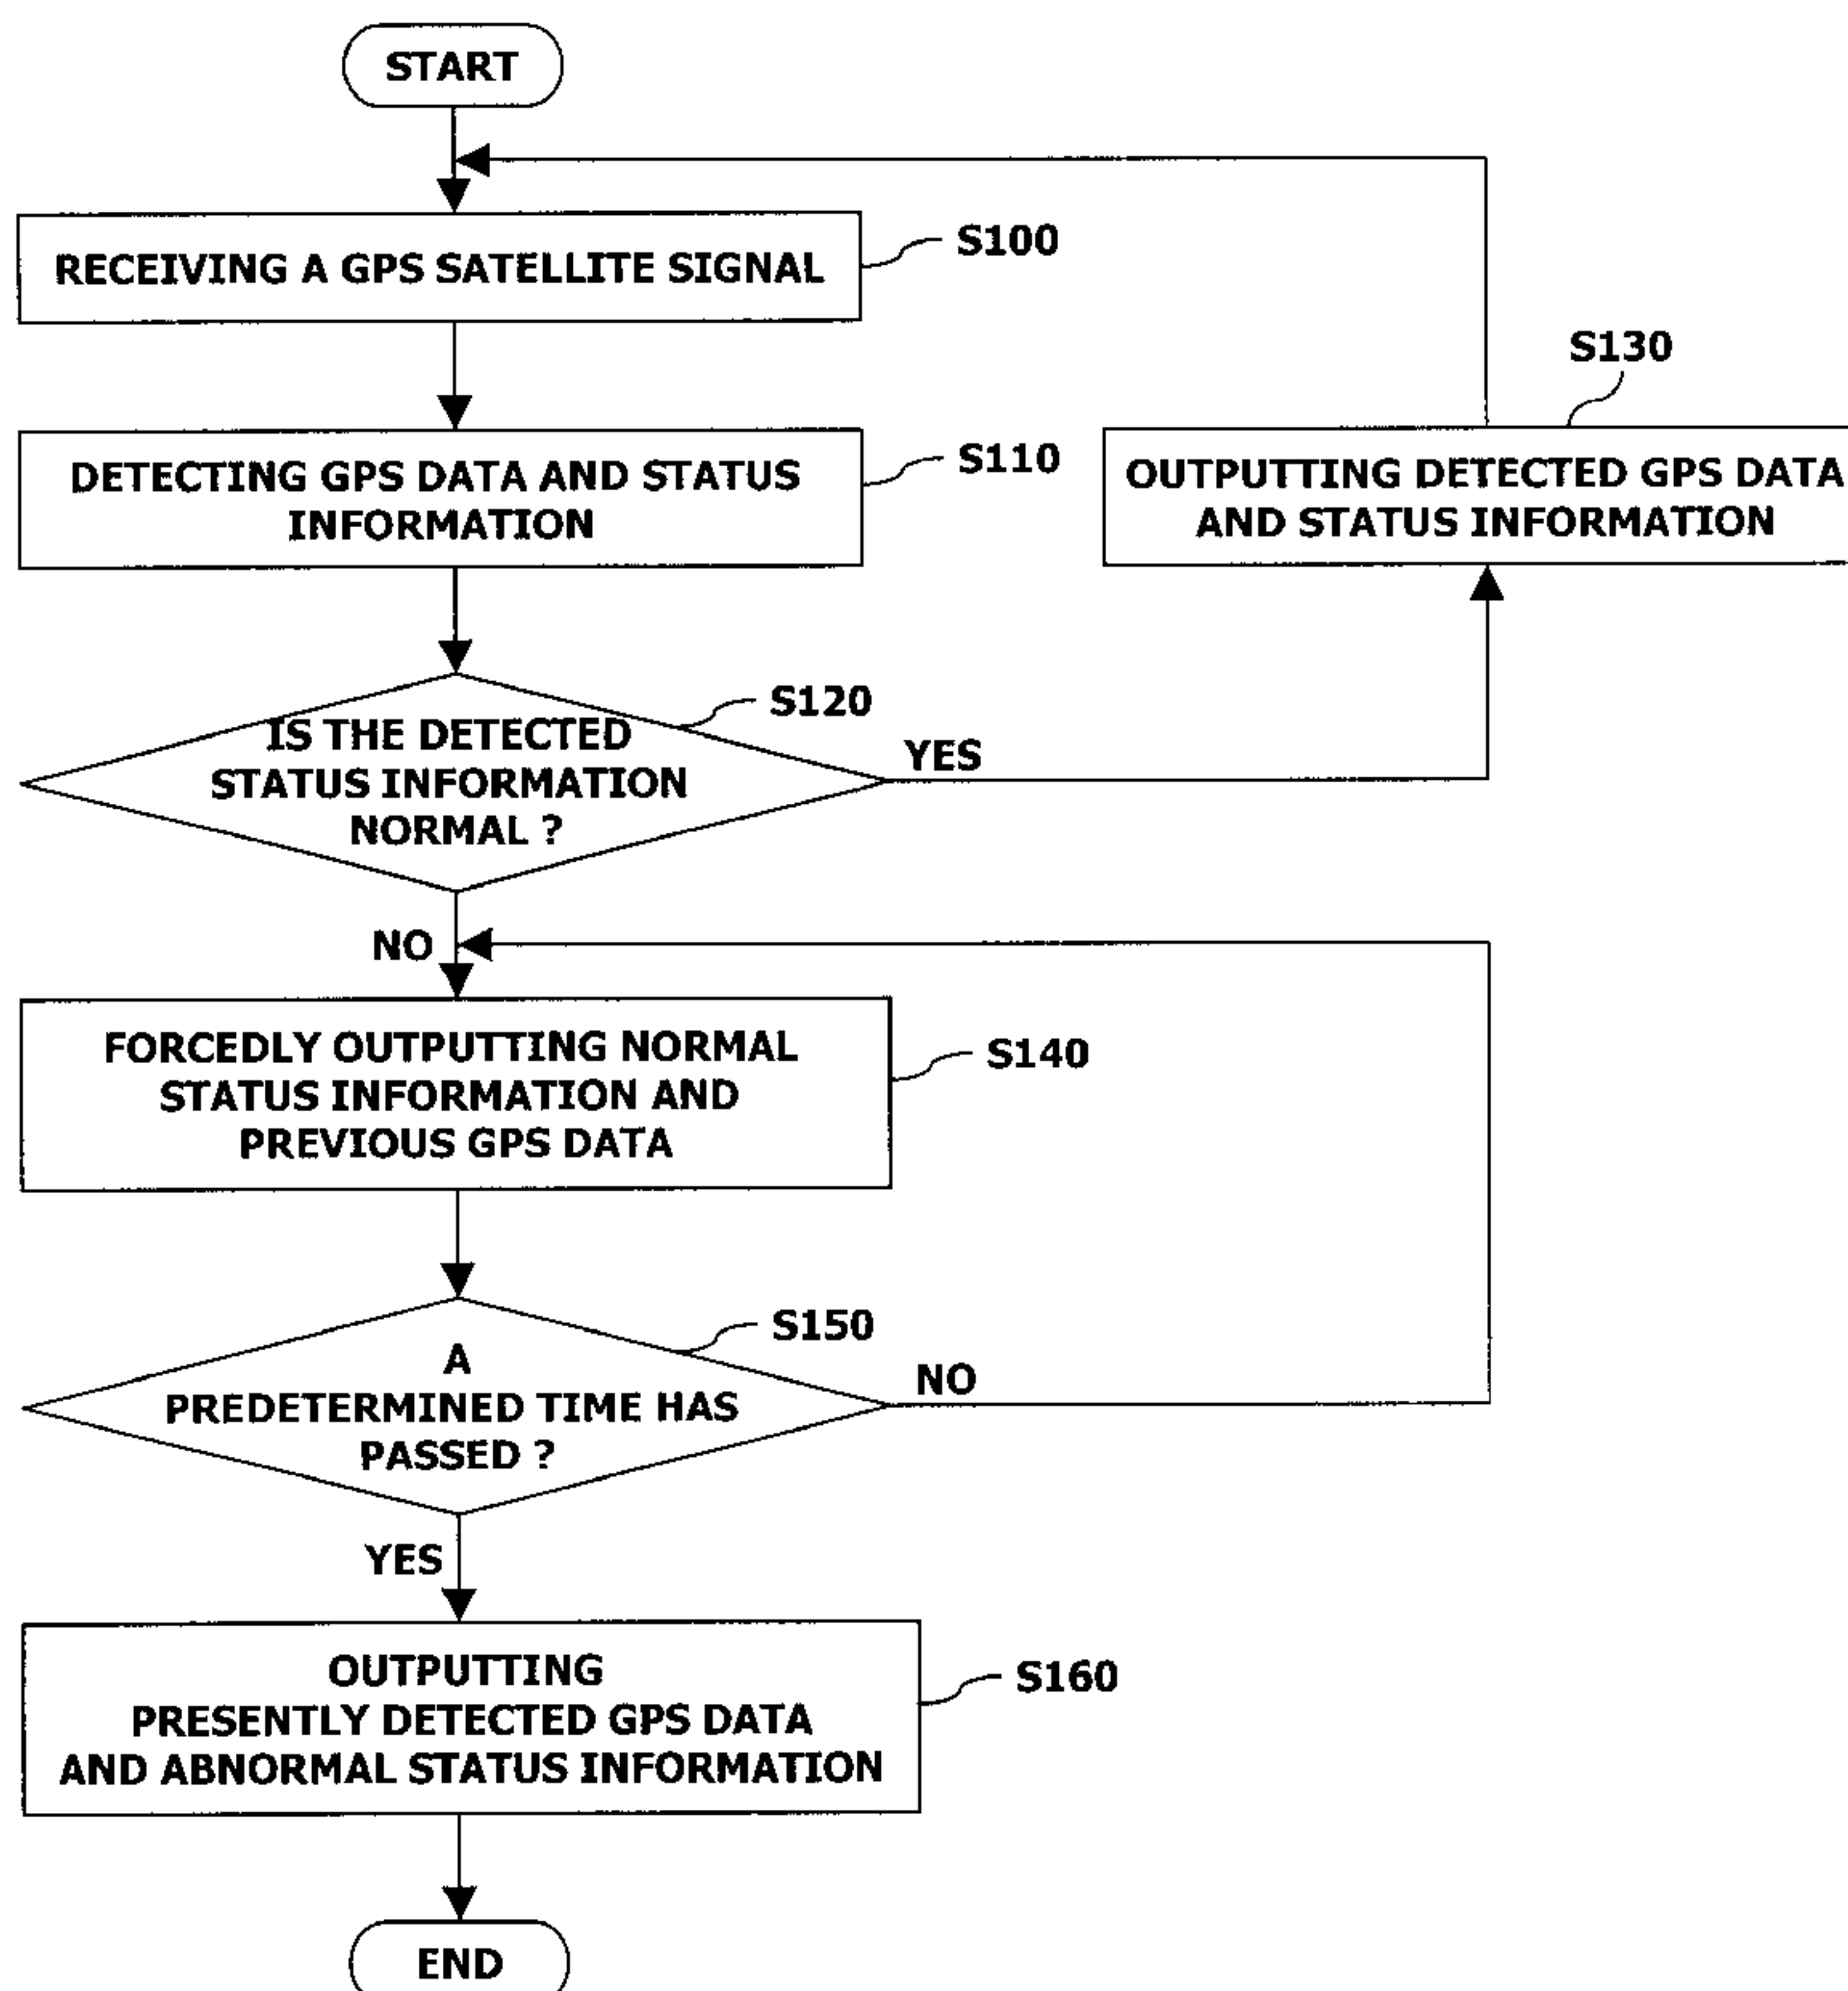 START
RECEIVING A GPS SATELLITE SIGNAL
S100
DETECTING GPS DATA AND STATUS
INFORMATION
S110
S130
OUTPUTTING DETECTED GPS DATA
AND STATUS INFORMATION
S120
IS THE DETECTED
STATUS INFORMATION
NORMAL ?
YES
NO
FORCEDLY OUTPUTTING NORMAL
STATUS INFORMATION AND
PREVIOUS GPS DATA
S140
S150
A
PREDETERMINED TIME HAS
PASSED ?
NO
YES
OUTPUTTING
PRESENTLY DETECTED GPS DATA
AND ABNORMAL STATUS INFORMATION
S160
END